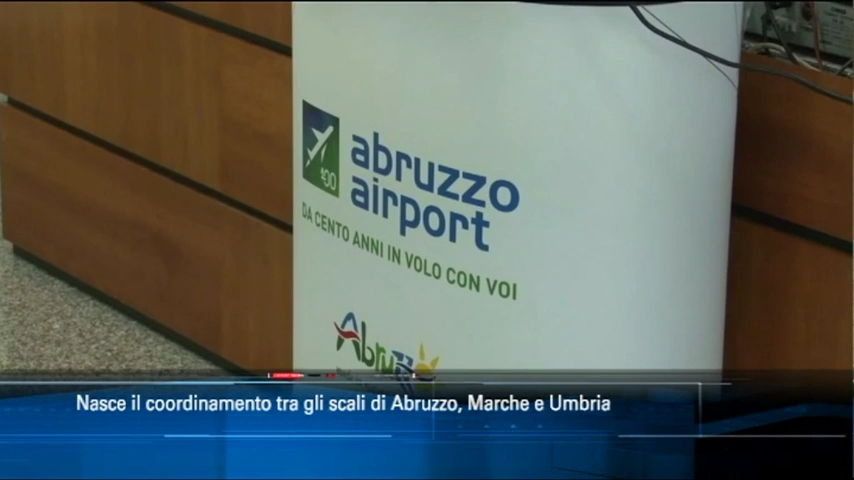 100
abruzzo
airport
DA CENTO ANNI IN VOLO CON VOI
Abruzzo
Nasce il coordinamento tra gli scali di Abruzzo, Marche e Umbria